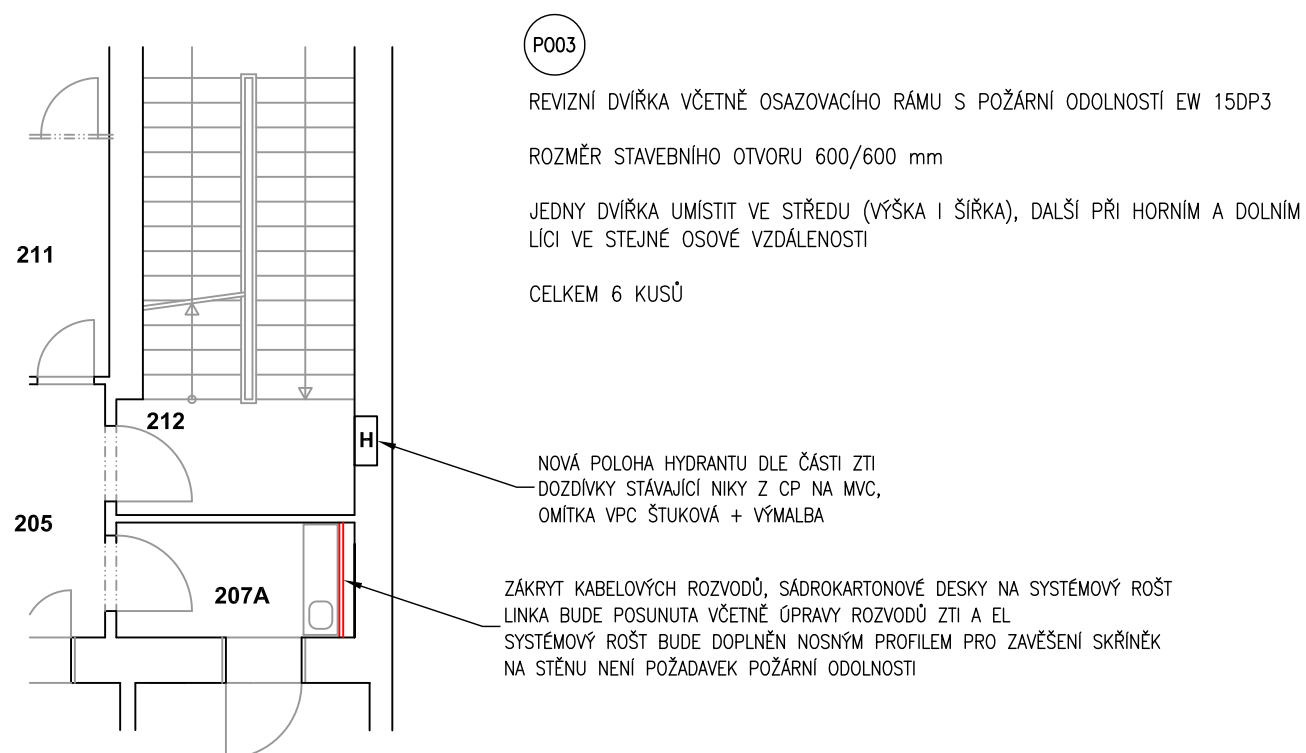 PO03
REVIZNÍ DVÍŘKA VČETNĚ OSAZOVACÍHO RÁMU S POŽÁRNÍ ODOLNOSTÍ EW 15DP3
ROZMĚR STAVEBNÍHO OTVORU 600/600 mm
JEDNY DVÍŘKA UMÍSTIT VE STŘEDU (VÝŠKA I ŠÍŘKA), DALŠÍ PŘI HORNÍM A DOLNÍM
LÍCI VE STEJNÉ OSOVÉ VZDÁLENOSTI
CELKEM 6 KUSŮ
211
212
H
NOVÁ POLOHA HYDRANTU DLE ČÁSTI ZTI
DOZDÍVKY STÁVAJÍCÍ NIKY Z CP NA MVC,
OMÍTKA VPC ŠTUKOVÁ + VÝMALBA
205
207A
ZÁKRYT KABELOVÝCH ROZVODŮ, SÁDROKARTONOVÉ DESKY NA SYSTÉMOVÝ ROŠT
LINKA BUDE POSUNUTA VČETNĚ ÚPRAVY ROZVODŮ ZTI A EL
SYSTÉMOVÝ ROŠT BUDE DOPLNĚN NOSNÝM PROFILEM PRO ZAVĚŠENÍ SKŘÍNĚK
NA STĚNU NENÍ POŽADAVEK POŽÁRNÍ ODOLNOSTI